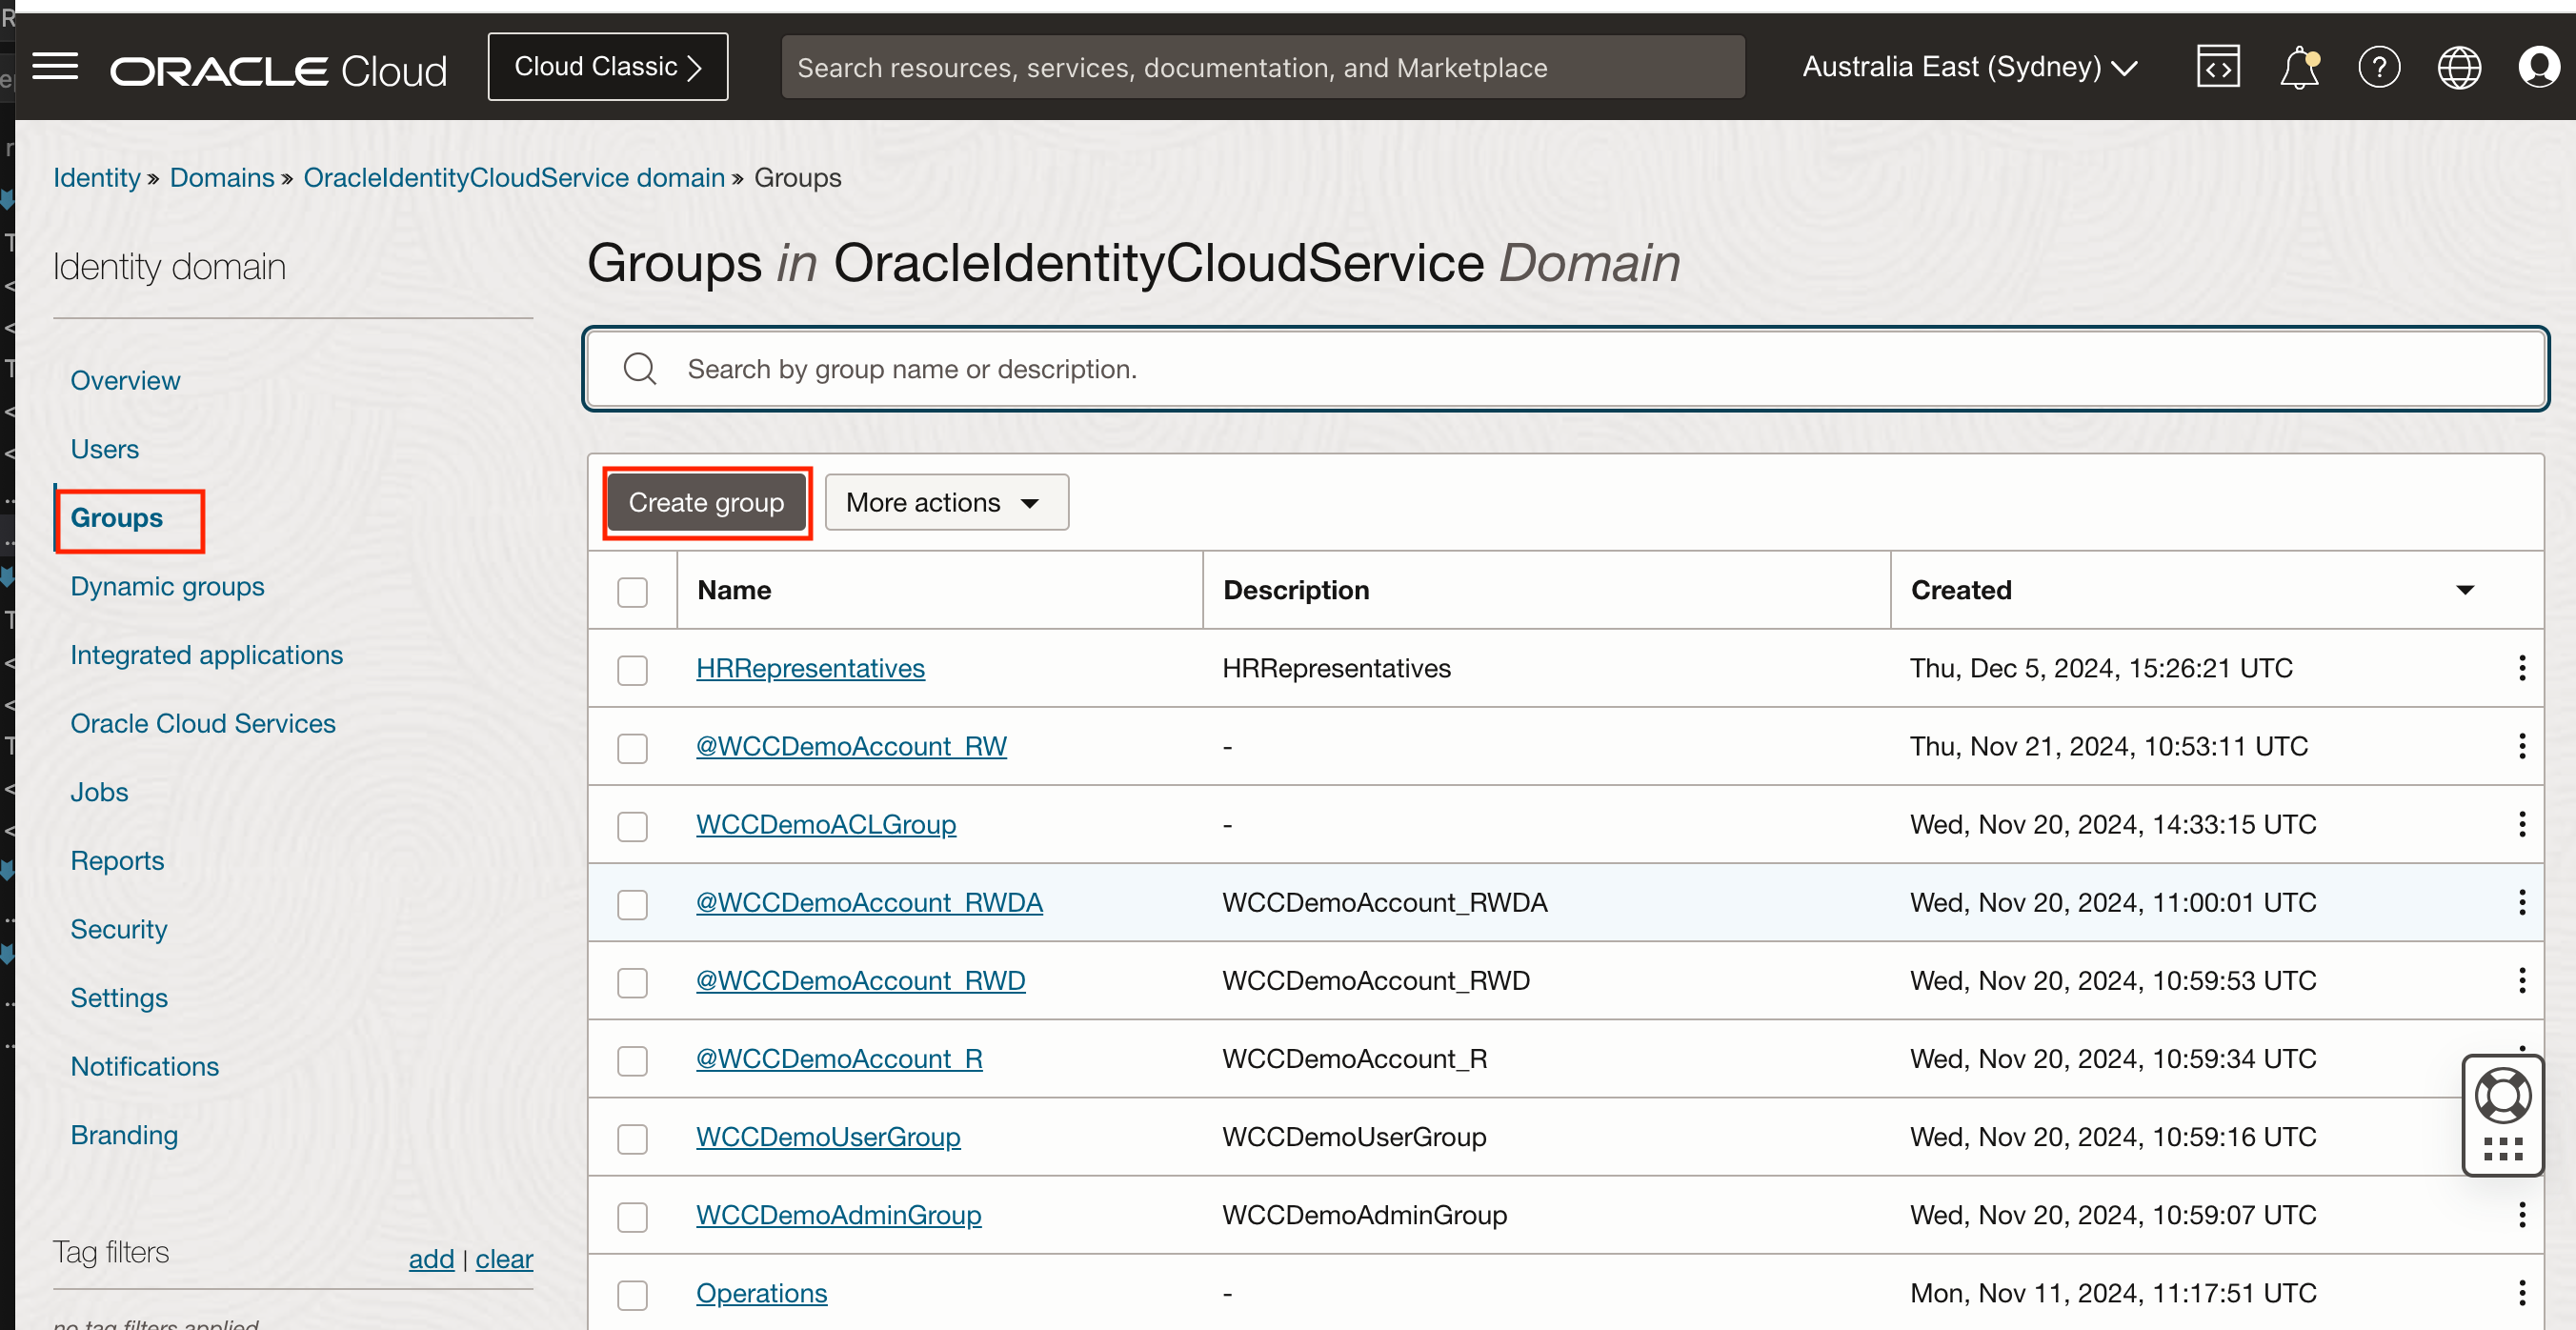 ORACLE Cloud
Cloud Classic
Search resources, services, documentation, and Marketplace
Australia East (Sydney)
Identity » Domains » OracleIdentityCloudService domain » Groups
Identity domain
Overview
Users
Groups
Dynamic groups
Integrated applications
Oracle Cloud Services
Jobs
Reports
Security
Settings
Notifications
Branding
Tag filters
add | clear
no tag filters applied
Groups in OracleIdentityCloudService Domain
Search by group name or description.
Create group
More actions
Name Description Created
HRRepresentatives HRRepresentatives Thu, Dec 5, 2024, 15:26:21 UTC
@WCCDemoAccount_RW - Thu, Nov 21, 2024, 10:53:11 UTC
WCCDemoACLGroup - Wed, Nov 20, 2024, 14:33:15 UTC
@WCCDemoAccount_RWDA WCCDemoAccount_RWDA Wed, Nov 20, 2024, 11:00:01 UTC
@WCCDemoAccount_RWD WCCDemoAccount_RWD Wed, Nov 20, 2024, 10:59:53 UTC
@WCCDemoAccount_R WCCDemoAccount_R Wed, Nov 20, 2024, 10:59:34 UTC
WCCDemoUserGroup WCCDemoUserGroup Wed, Nov 20, 2024, 10:59:16 UTC
WCCDemoAdminGroup WCCDemoAdminGroup Wed, Nov 20, 2024, 10:59:07 UTC
Operations - Mon, Nov 11, 2024, 11:17:51 UTC